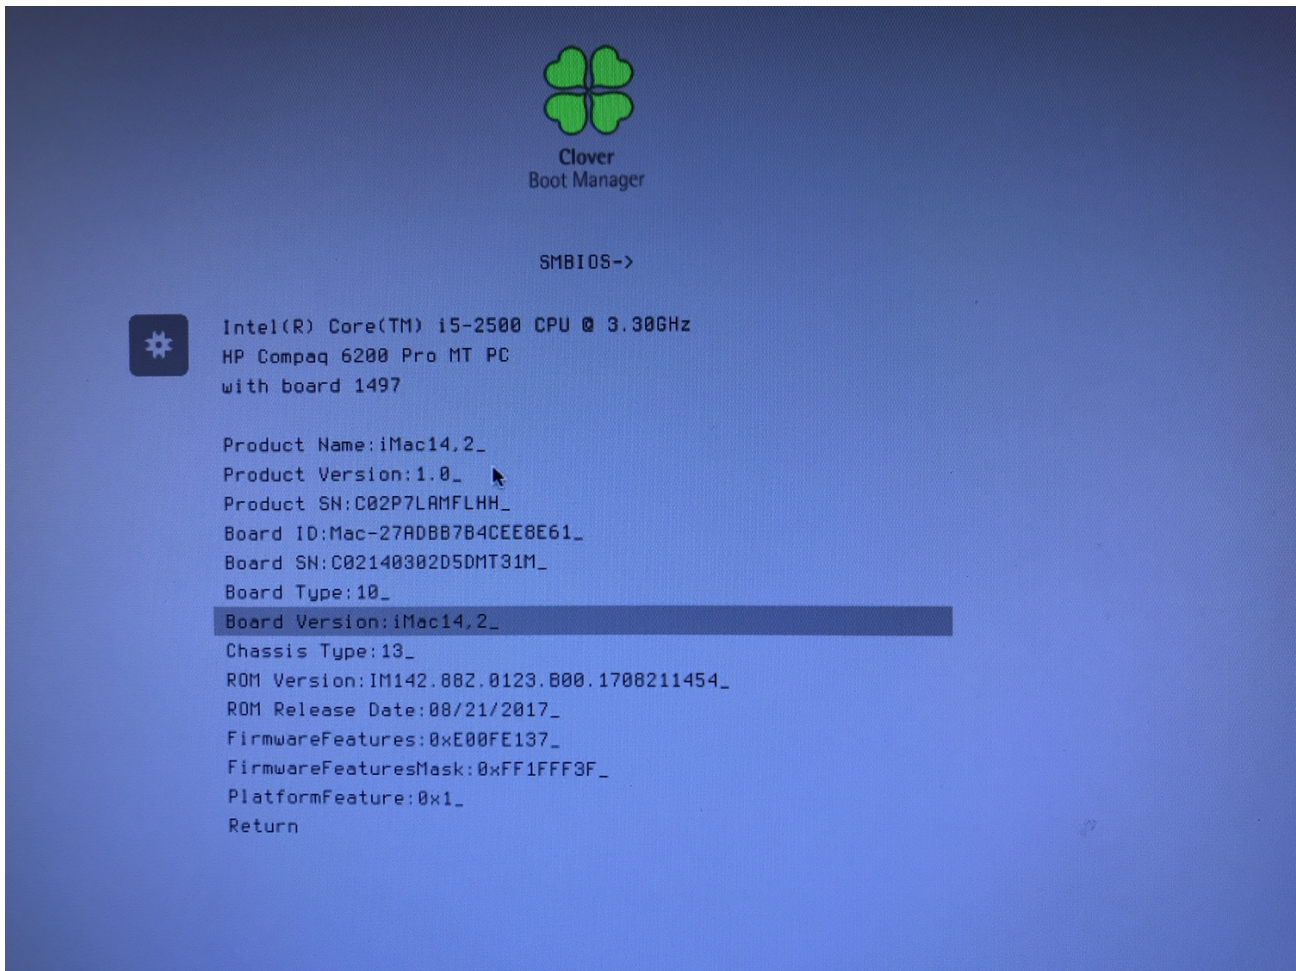 Clover
Boot Manager
SMBIOS->
Intel(R) Core(TM) i5-2500 CPU @ 3.30GHz
HP Compaq 6200 Pro MT PC
with board 1497
Product Name:iMac14,2_
Product Version:1.0_
Product SN:C02P7LAMFLHH_
Board ID:Mac-27ADBB7B4CEE8E61_
Board SN:C02140302D5DMT31M_
Board Type:10_
Board Version:iMac14,2_
Chassis Type:13_
ROM Version:IM142.88Z.0123.B00.1708211454_
ROM Release Date:08/21/2017_
FirmwareFeatures:0xE00FE137_
FirmwareFeaturesMask:0xFF1FFF3F_
PlatformFeature:0x1_
Return